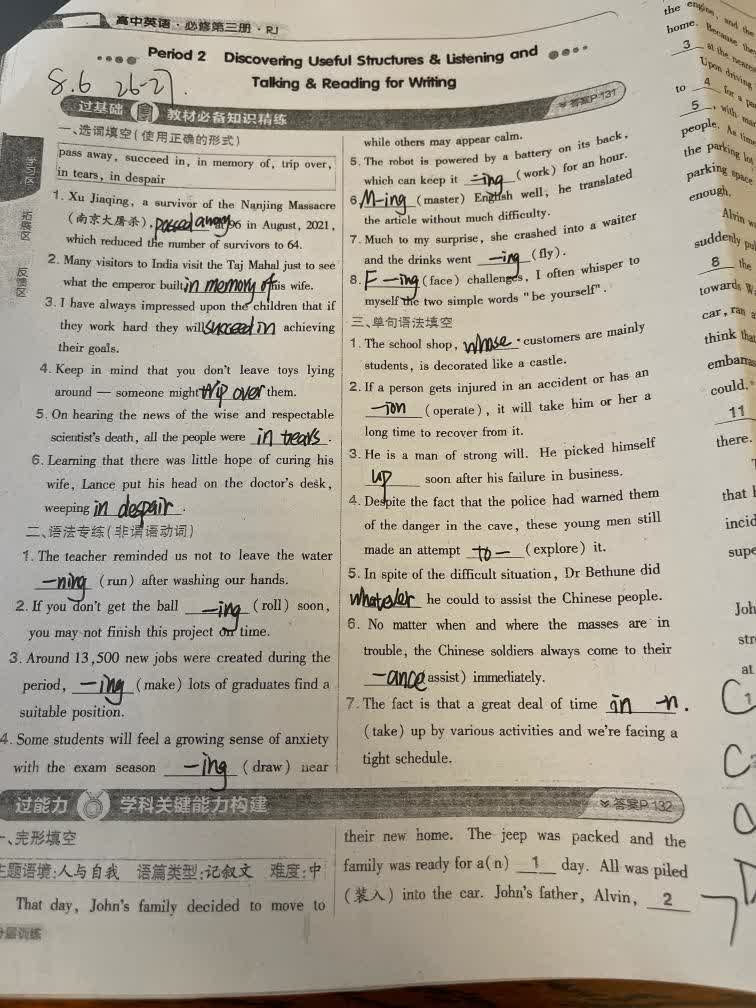 高中英语·必修第三册·RJ
Period 2 Discovering Useful Structures & Listening and
Talking & Reading for Writing
8.6 26-27.
过基础 教材必备知识精练
答案P 131
学习区
拓展区
反馈区
一、选词填空(使用正确的形式)
pass away, succeed in, in memory of, trip over,
in tears, in despair
1. Xu Jiaqing, a survivor of the Nanjing Massacre
(南京大屠杀), passed away 96 in August, 2021,
which reduced the number of survivors to 64.
2. Many visitors to India visit the Taj Mahal just to see
what the emperor built in memory of his wife.
3. I have always impressed upon the children that if
they work hard they will succeed in achieving
their goals.
4. Keep in mind that you don't leave toys lying
around — someone might trip over them.
5. On hearing the news of the wise and respectable
scientist's death, all the people were in tears.
6. Learning that there was little hope of curing his
wife, Lance put his head on the doctor's desk,
weeping in despair.
二、语法专练(非谓语动词)
1. The teacher reminded us not to leave the water
-ning (run) after washing our hands.
2. If you don't get the ball -ing (roll) soon,
you may not finish this project on time.
3. Around 13,500 new jobs were created during the
period, -ing (make) lots of graduates find a
suitable position.
4. Some students will feel a growing sense of anxiety
with the exam season -ing (draw) near
while others may appear calm.
5. The robot is powered by a battery on its back,
which can keep it -ing (work) for an hour.
6. M-ing (master) English well, he translated
the article without much difficulty.
7. Much to my surprise, she crashed into a waiter
and the drinks went -ing (fly).
8. F-ing (face) challenges, I often whisper to
myself the two simple words "be yourself".
三、单句语法填空
1. The school shop, whose customers are mainly
students, is decorated like a castle.
2. If a person gets injured in an accident or has an
-ion (operate), it will take him or her a
long time to recover from it.
3. He is a man of strong will. He picked himself
up soon after his failure in business.
4. Despite the fact that the police had warned them
of the danger in the cave, these young men still
made an attempt to - (explore) it.
5. In spite of the difficult situation, Dr Bethune did
whatever he could to assist the Chinese people.
6. No matter when and where the masses are in
trouble, the Chinese soldiers always come to their
-ance (assist) immediately.
7. The fact is that a great deal of time -n.
(take) up by various activities and we're facing a
tight schedule.
过能力 学科关键能力构建
答案P 132
一、完形填空
主题语境:人与自我 语篇类型:记叙文 难度:中
That day, John's family decided to move to
their new home. The jeep was packed and the
family was ready for a(n) 1 day. All was piled
(装入) into the car. John's father, Alvin, 2
分层训练
the engine, and the
home. Because the
3 at the neares
Upon driving
to 4 for a pa
5, with man
people. As time
the parking lot
parking space
enough.
Alvin w
suddenly pul
8 the
towards W
car, ran a
think that
embarras
could."
11
there.
that h
incid
supe
Joh
str
at
1